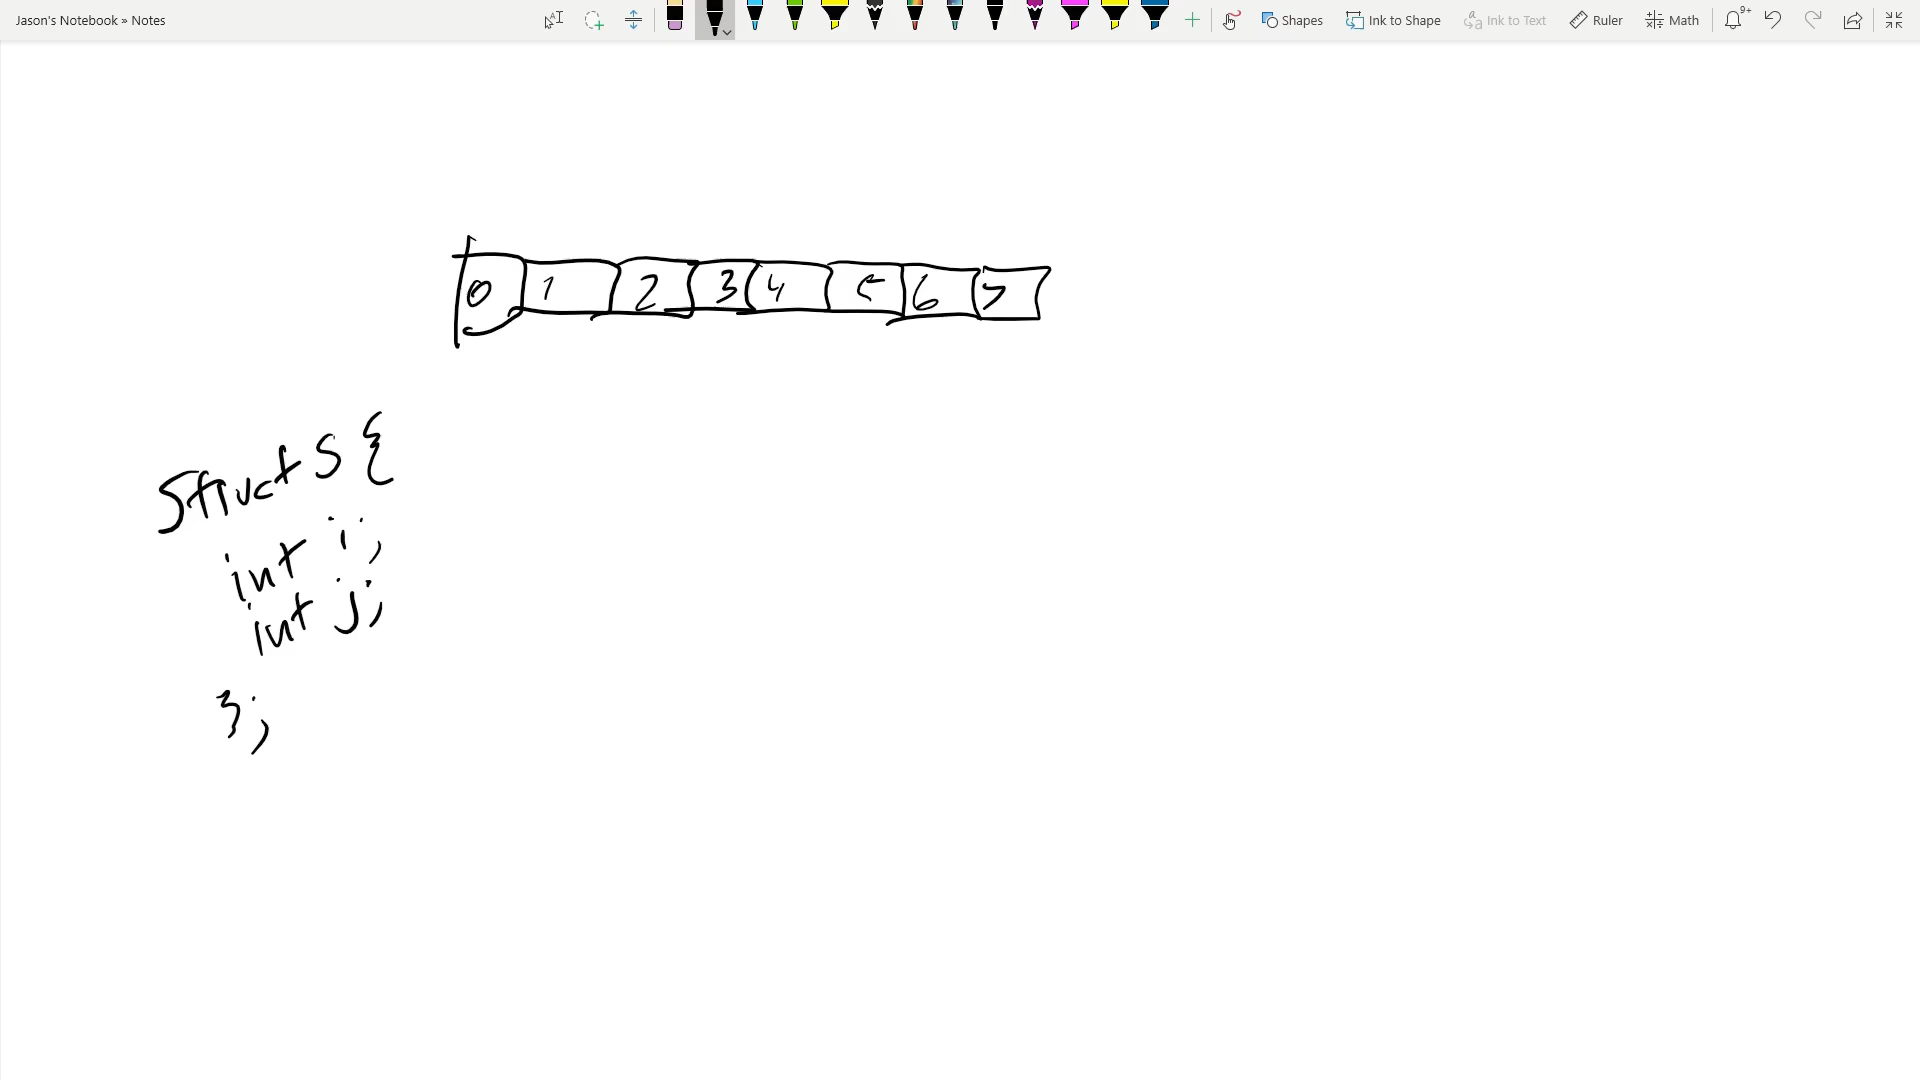 Jason's Notebook » Notes
Shapes Ink to Shape Ink to Text Ruler Math 9+
0 1 2 3 4 5 6 7
Struct S {
int i;
int j;
};